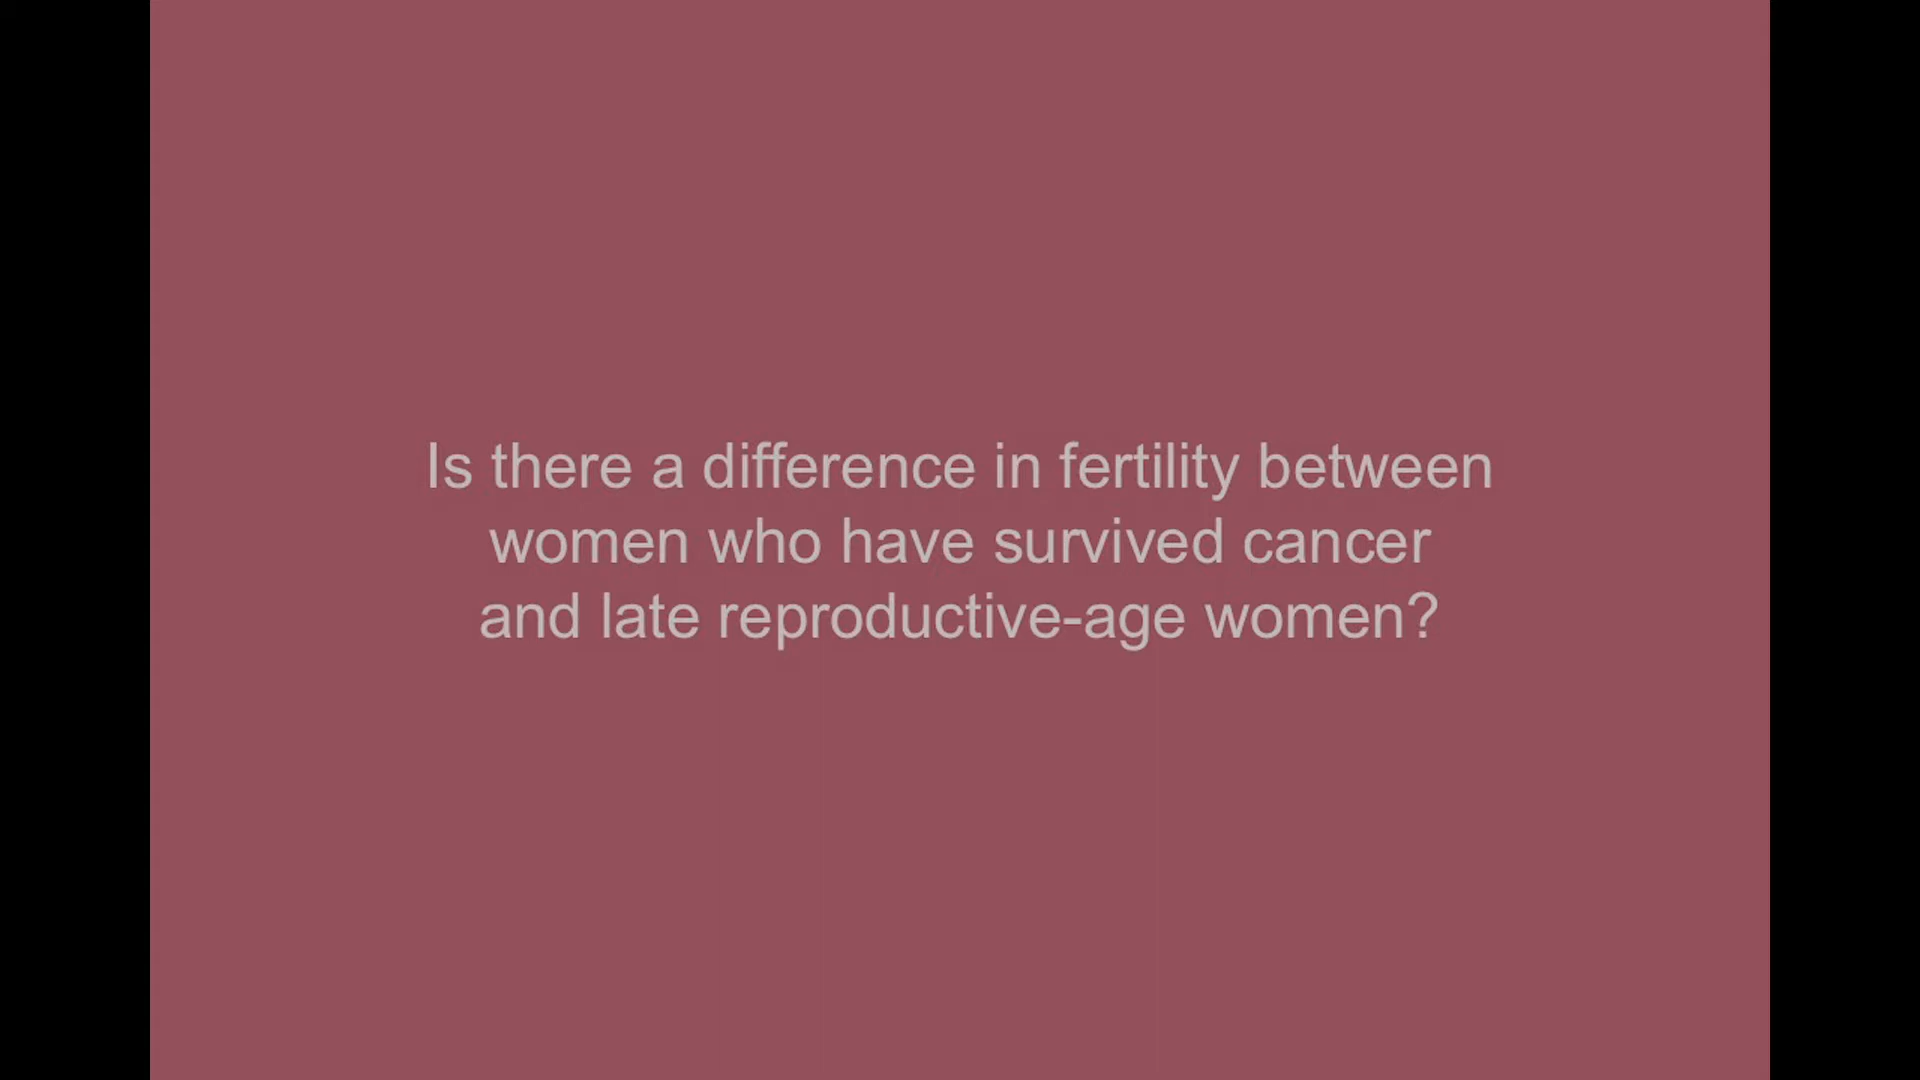 Is there a difference in fertility between
women who have survived cancer
and late reproductive-age women?